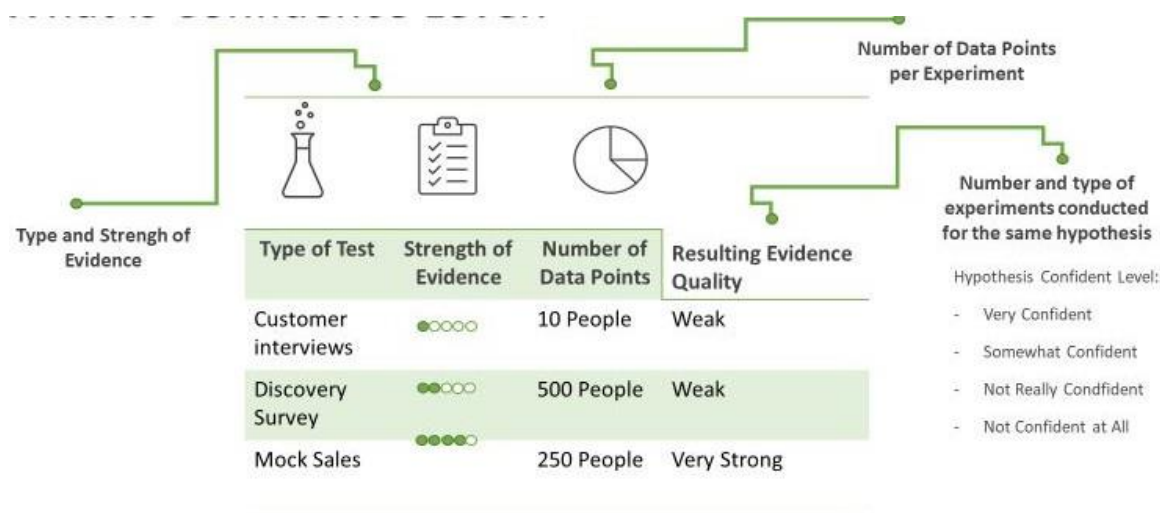 Number of Data Points
per Experiment
Type and Strengh of
Evidence
Number and type of
experiments conducted
for the same hypothesis
Hypothesis Confident Level:
- Very Confident
- Somewhat Confident
- Not Really Condfident
- Not Confident at All
Type of Test Strength of Evidence Number of Data Points Resulting Evidence Quality
Customer interviews 10 People Weak
Discovery Survey 500 People Weak
Mock Sales 250 People Very Strong